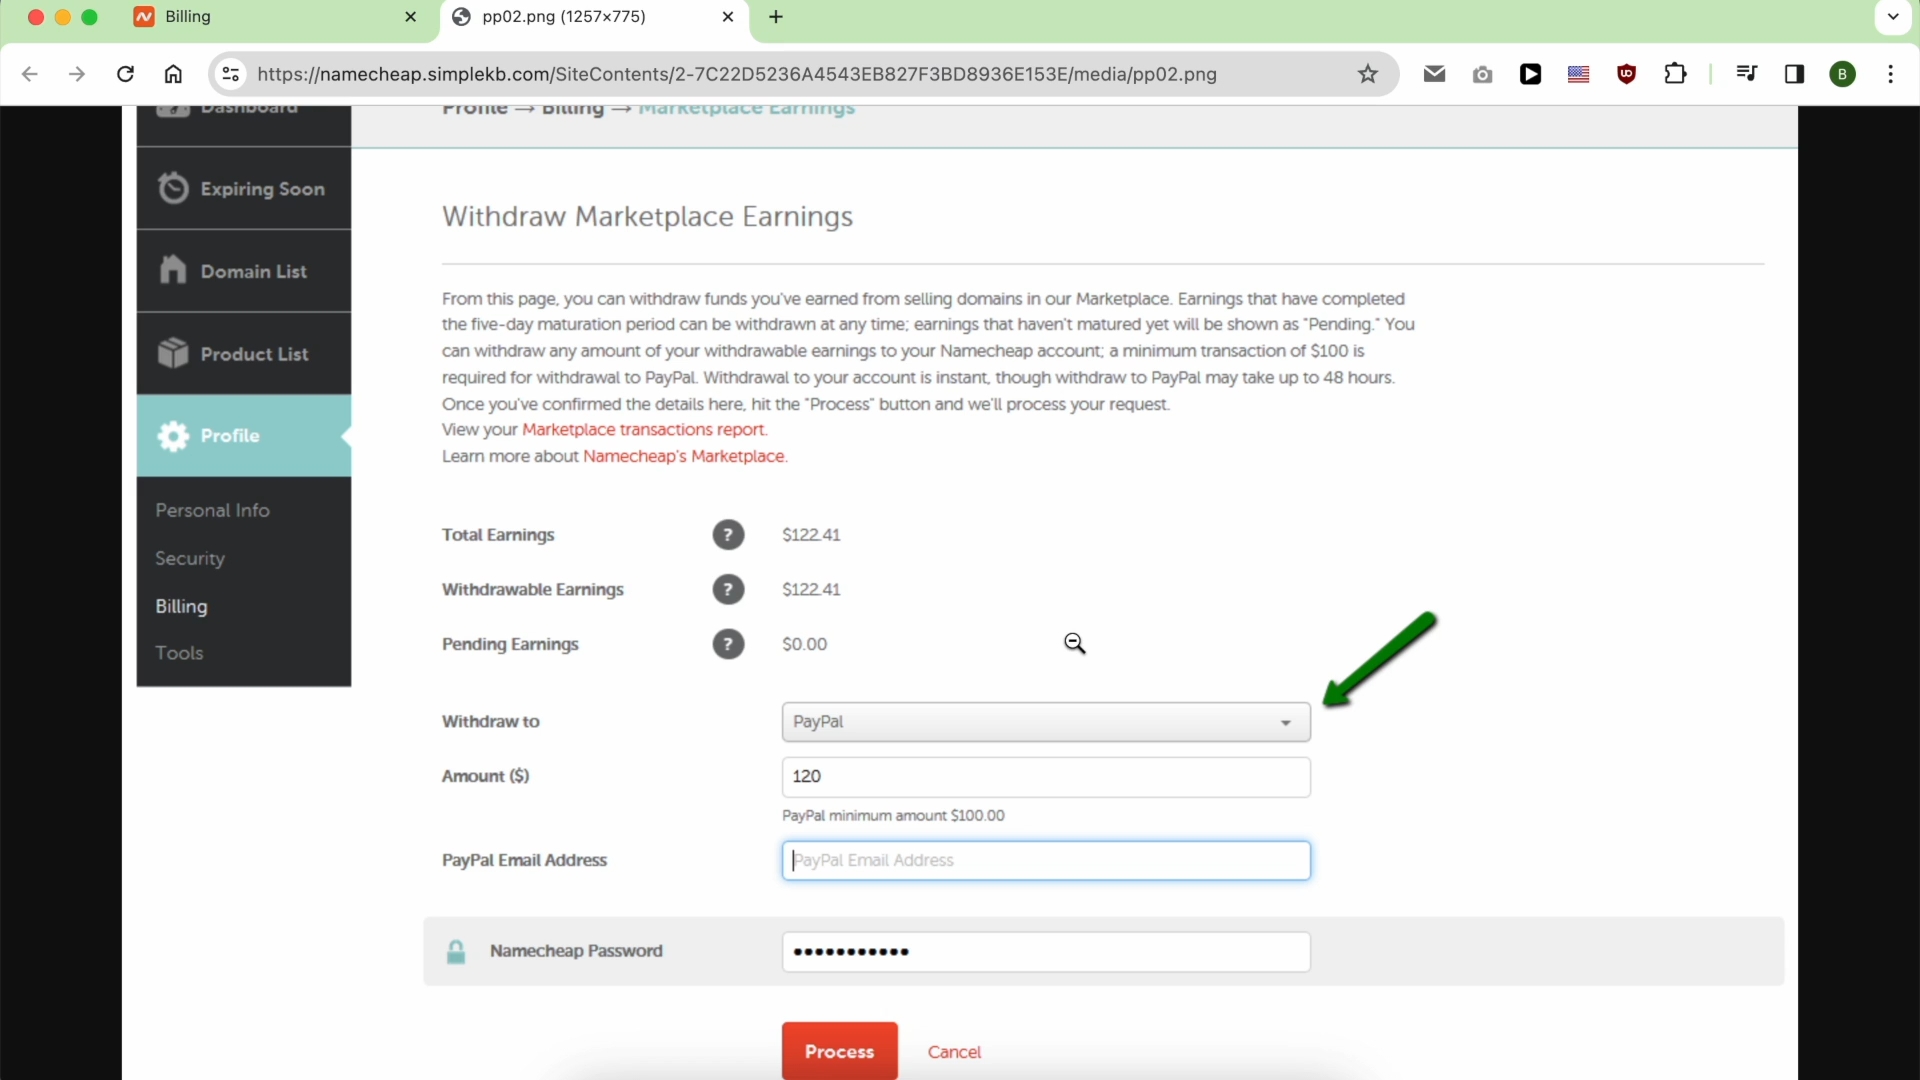 Billing
pp02.png (1257×775)
https://namecheap.simplekb.com/SiteContents/2-7C22D5236A4543EB827F3BD8936E153E/media/pp02.png
B
Dashboard
Profile → Billing → Marketplace Earnings
Expiring Soon
Domain List
Product List
Profile
Personal Info
Security
Billing
Tools
Withdraw Marketplace Earnings
From this page, you can withdraw funds you've earned from selling domains in our Marketplace. Earnings that have completed
the five-day maturation period can be withdrawn at any time; earnings that haven't matured yet will be shown as "Pending." You
can withdraw any amount of your withdrawable earnings to your Namecheap account; a minimum transaction of $100 is
required for withdrawal to PayPal. Withdrawal to your account is instant, though withdraw to PayPal may take up to 48 hours.
Once you've confirmed the details here, hit the "Process" button and we'll process your request.
View your Marketplace transactions report.
Learn more about Namecheap's Marketplace.
Total Earnings ? $122.41
Withdrawable Earnings ? $122.41
Pending Earnings ? $0.00
Withdraw to PayPal
Amount ($) 120
PayPal minimum amount $100.00
PayPal Email Address PayPal Email Address
Namecheap Password •••••••••••
Process Cancel